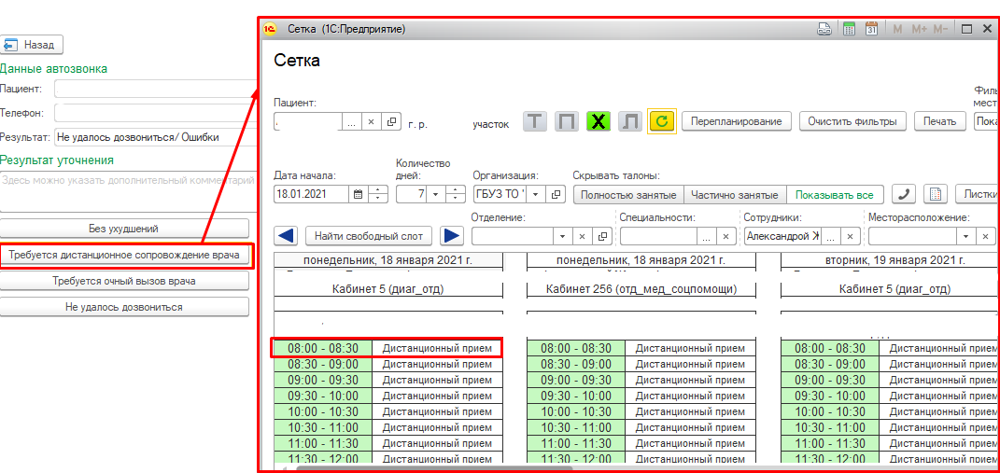 Назад
Данные автозвонка
Пациент:
Телефон:
Результат: Не удалось дозвониться/ Ошибки
Результат уточнения
Здесь можно указать дополнительный комментарий
Без ухудшений
Требуется дистанционное сопровождение врача
Требуется очный вызов врача
Не удалось дозвониться
Сетка (1С:Предприятие)
31
M M+ M-
Сетка
Пациент:
... × г. р. участок
Перепланирование Очистить фильтры Печать
Дата начала: Количество дней: Организация: Скрывать талоны:
18.01.2021 7 ГБУЗ ТО Полностью занятые Частично занятые Показывать все
Отделение: Специальности: Сотрудники: Месторасположение:
Найти свободный слот × ... × Александрой Ж ... × ×
понедельник, 18 января 2021 г. понедельник, 18 января 2021 г. вторник, 19 января 2021 г.
Кабинет 5 (диаг_отд) Кабинет 256 (отд_мед_соцпомощи) Кабинет 5 (диаг_отд)
08:00 - 08:30 Дистанционный прием 08:00 - 08:30 Дистанционный прием 08:00 - 08:30 Дистанционный прием
08:30 - 09:00 Дистанционный прием 08:30 - 09:00 Дистанционный прием 08:30 - 09:00 Дистанционный прием
09:00 - 09:30 Дистанционный прием 09:00 - 09:30 Дистанционный прием 09:00 - 09:30 Дистанционный прием
09:30 - 10:00 Дистанционный прием 09:30 - 10:00 Дистанционный прием 09:30 - 10:00 Дистанционный прием
10:00 - 10:30 Дистанционный прием 10:00 - 10:30 Дистанционный прием 10:00 - 10:30 Дистанционный прием
10:30 - 11:00 Дистанционный прием 10:30 - 11:00 Дистанционный прием 10:30 - 11:00 Дистанционный прием
11:00 - 11:30 Дистанционный прием 11:00 - 11:30 Дистанционный прием 11:00 - 11:30 Дистанционный прием
11:30 - 12:00 Дистанционный прием 11:30 - 12:00 Дистанционный прием 11:30 - 12:00 Дистанционный прием